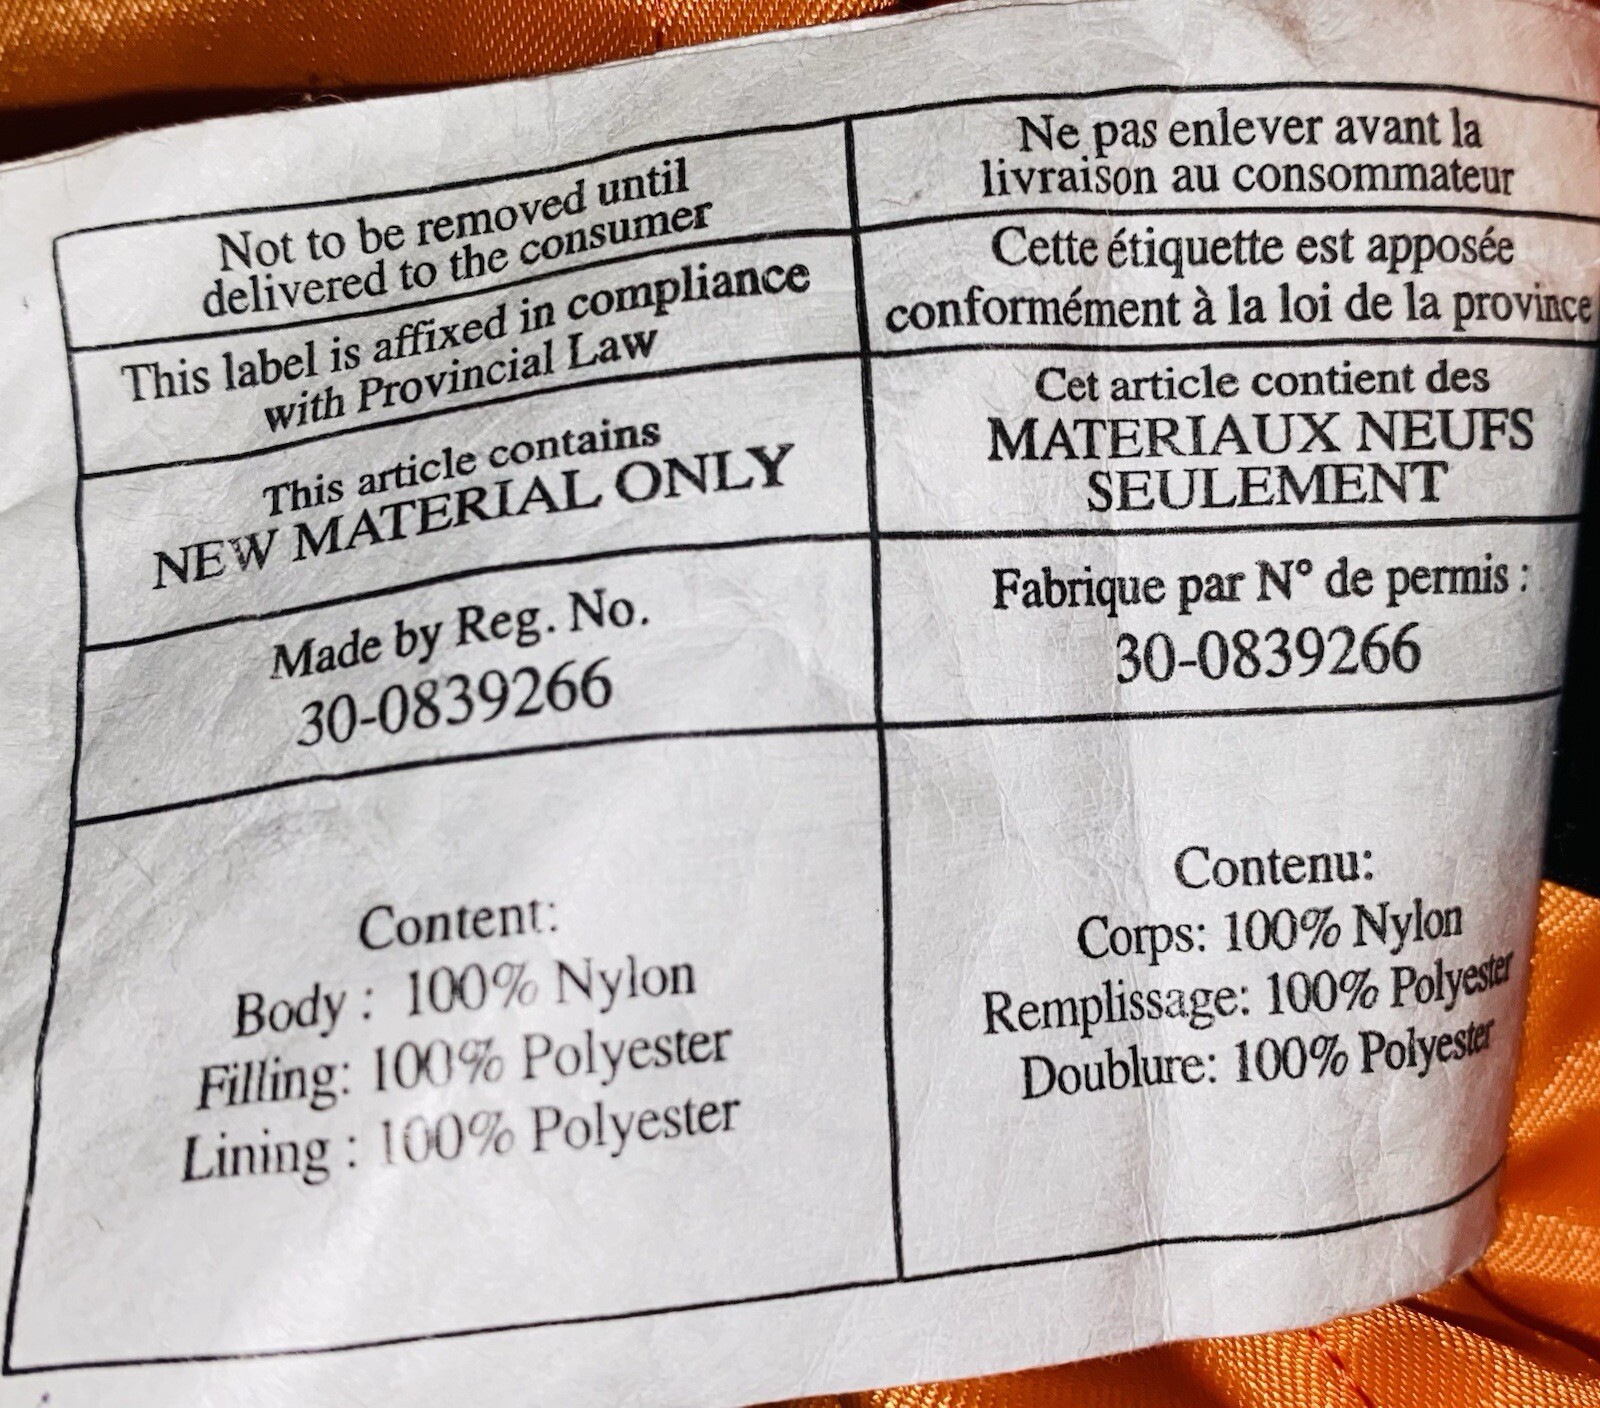 Not to be removed until
delivered to the consumer
This label is affixed in compliance
with Provincial Law
This article contains
NEW MATERIAL ONLY
Made by Reg. No.
30-0839266
Content:
Body : 100% Nylon
Filling: 100% Polyester
Lining : 100% Polyester
Ne pas enlever avant la
livraison au consommateur
Cette étiquette est apposée
conformément à la loi de la province
Cet article contient des
MATERIAUX NEUFS
SEULEMENT
Fabrique par N° de permis :
30-0839266
Contenu:
Corps: 100% Nylon
Remplissage: 100% Polyester
Doublure: 100% Polyester